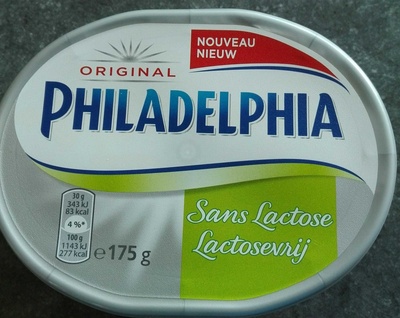 NOUVEAU
NIEUW
ORIGINAL
PHILADELPHIA
30 g
343 kJ
83 kcal
4 %*
100 g
1143 kJ
277 kcal
e 175 g
Sans Lactose
Lactosevrij